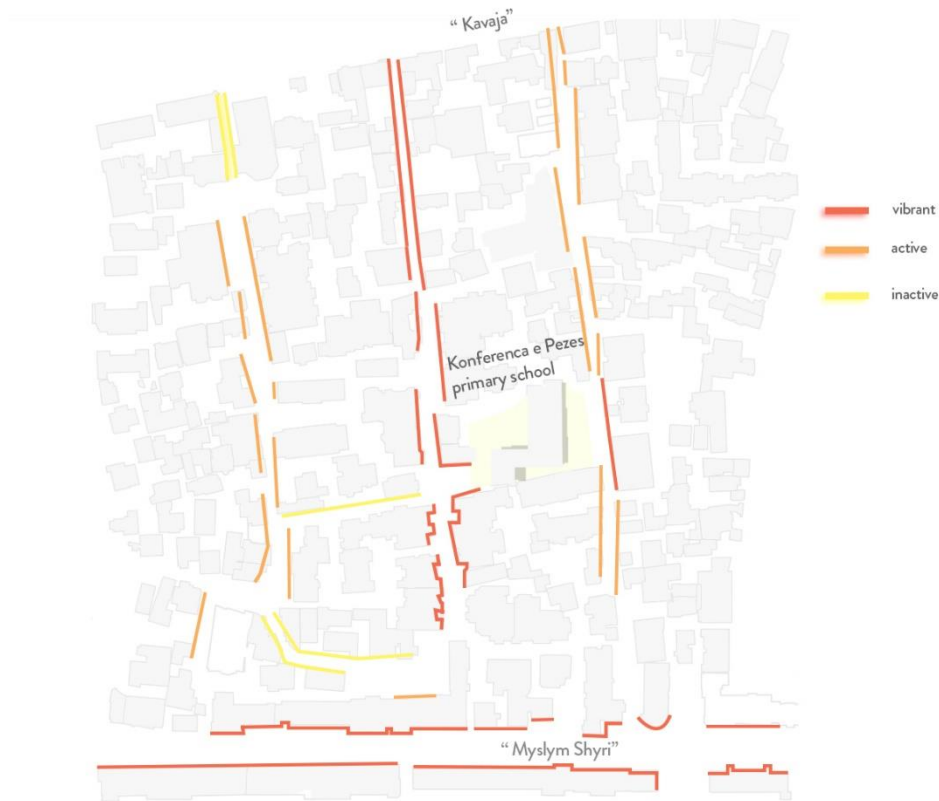 “ Kavaja”
vibrant
active
inactive
Konferenca e Pezes
primary school
“ Myslym Shyri”